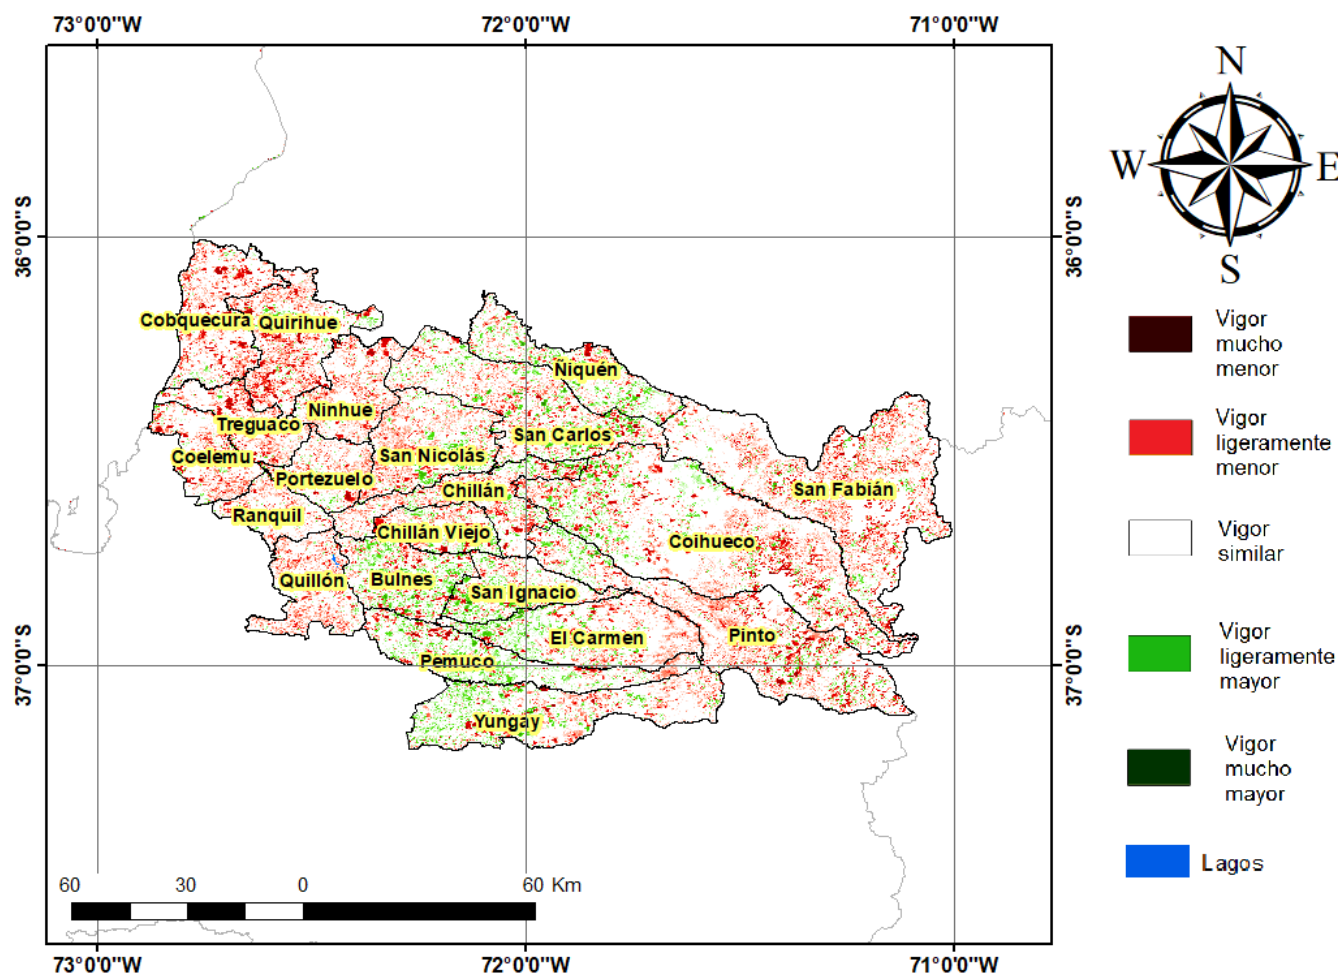 73°0'0"W
72°0'0"W
71°0'0"W
36°0'0"S
36°0'0"S
37°0'0"S
37°0'0"S
N
W
E
S
Cobquecura
Quirihue
Ñiquén
Ninhue
Treguaco
San Carlos
Coelemu
San Nicolás
Portezuelo
Chillán
San Fabián
Ranquil
Chillán Viejo
Coihueco
Quillón
Bulnes
San Ignacio
El Carmen
Pinto
Pemuco
Yungay
Vigor
mucho
menor
Vigor
ligeramente
menor
Vigor
similar
Vigor
ligeramente
mayor
Vigor
mucho
mayor
Lagos
60
30
0
60 Km
73°0'0"W
72°0'0"W
71°0'0"W